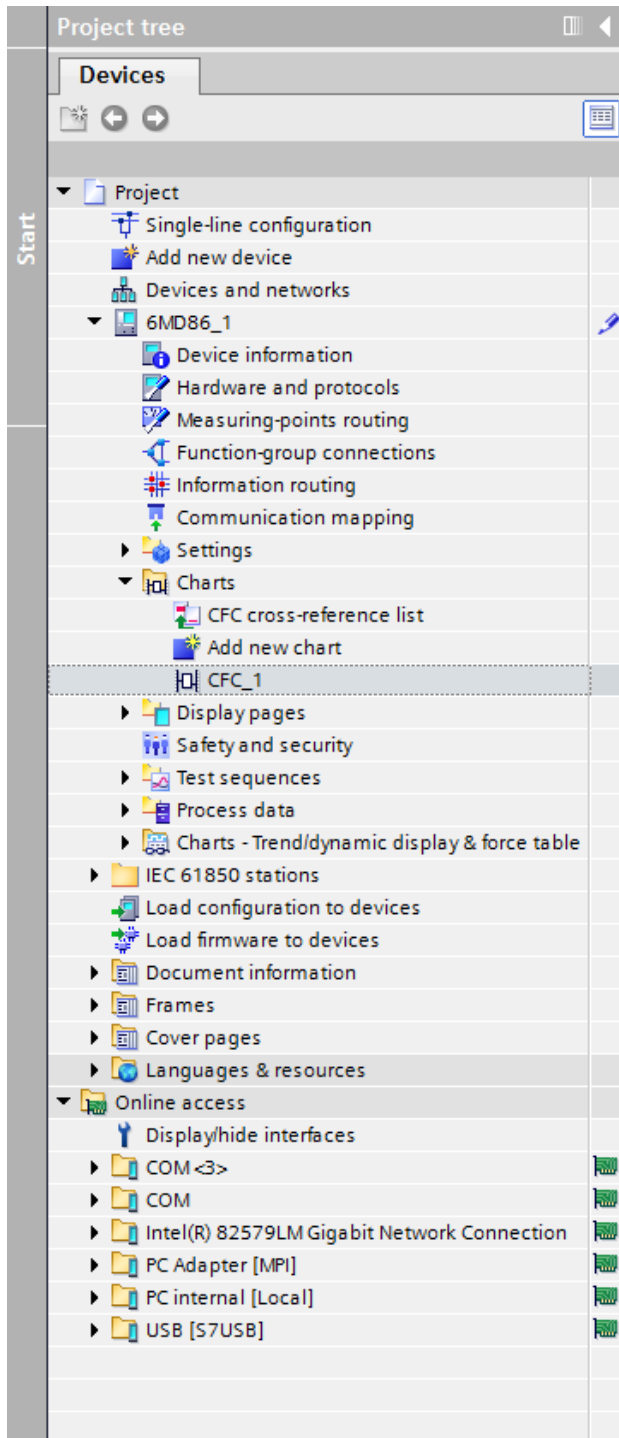 Project tree
Devices
Start
Project
Single-line configuration
Add new device
Devices and networks
6MD86_1
Device information
Hardware and protocols
Measuring-points routing
Function-group connections
Information routing
Communication mapping
Settings
Charts
CFC cross-reference list
Add new chart
CFC_1
Display pages
Safety and security
Test sequences
Process data
Charts - Trend/dynamic display & force table
IEC 61850 stations
Load configuration to devices
Load firmware to devices
Document information
Frames
Cover pages
Languages & resources
Online access
Display/hide interfaces
COM <3>
COM
Intel(R) 82579LM Gigabit Network Connection
PC Adapter [MPI]
PC internal [Local]
USB [S7USB]